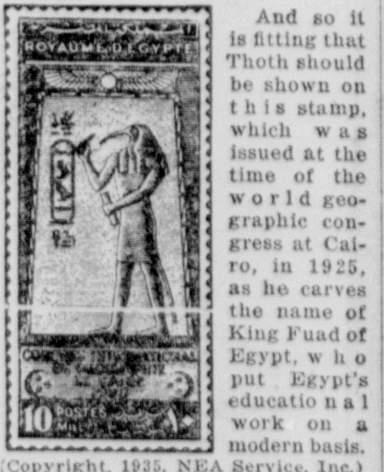 ROYAUME D'EGYPTE
POSTES
10
١٠
And so it
is fitting that
Thoth should
be shown on
this stamp,
which was
issued at the
time of the
world geo-
graphic con-
gress at Cai-
ro, in 1925,
as he carves
the name of
King Fuad of
Egypt, who
put Egypt's
educational
work on a
modern basis.
(Copyright, 1935, NEA Service, Inc.)